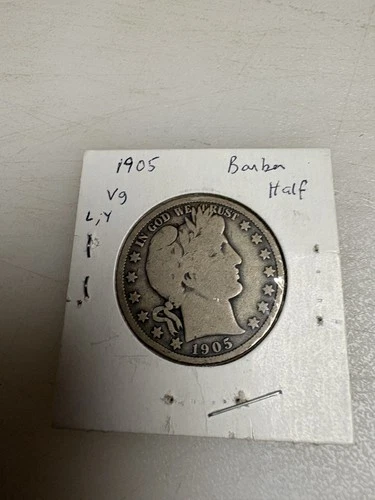 1905 Barber
Vg Half
L,Y
IN GOD WE TRUST
1905